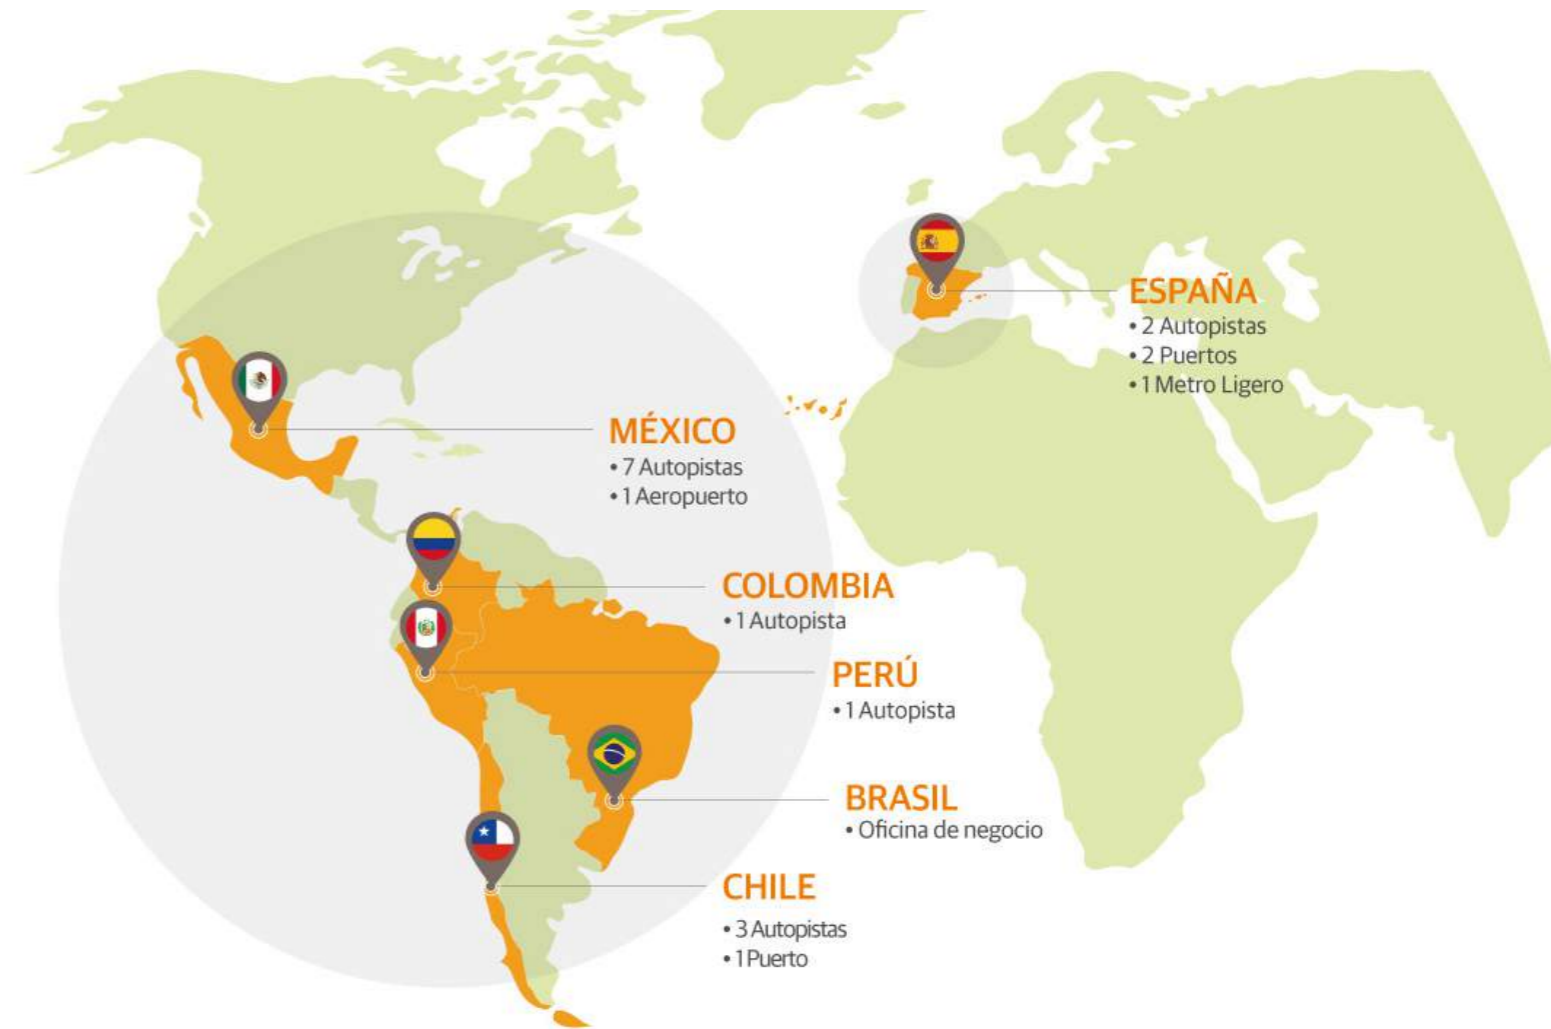 ESPAÑA
• 2 Autopistas
• 2 Puertos
• 1 Metro Ligero
MÉXICO
• 7 Autopistas
• 1 Aeropuerto
COLOMBIA
• 1 Autopista
PERÚ
• 1 Autopista
BRASIL
• Oficina de negocio
CHILE
• 3 Autopistas
• 1 Puerto